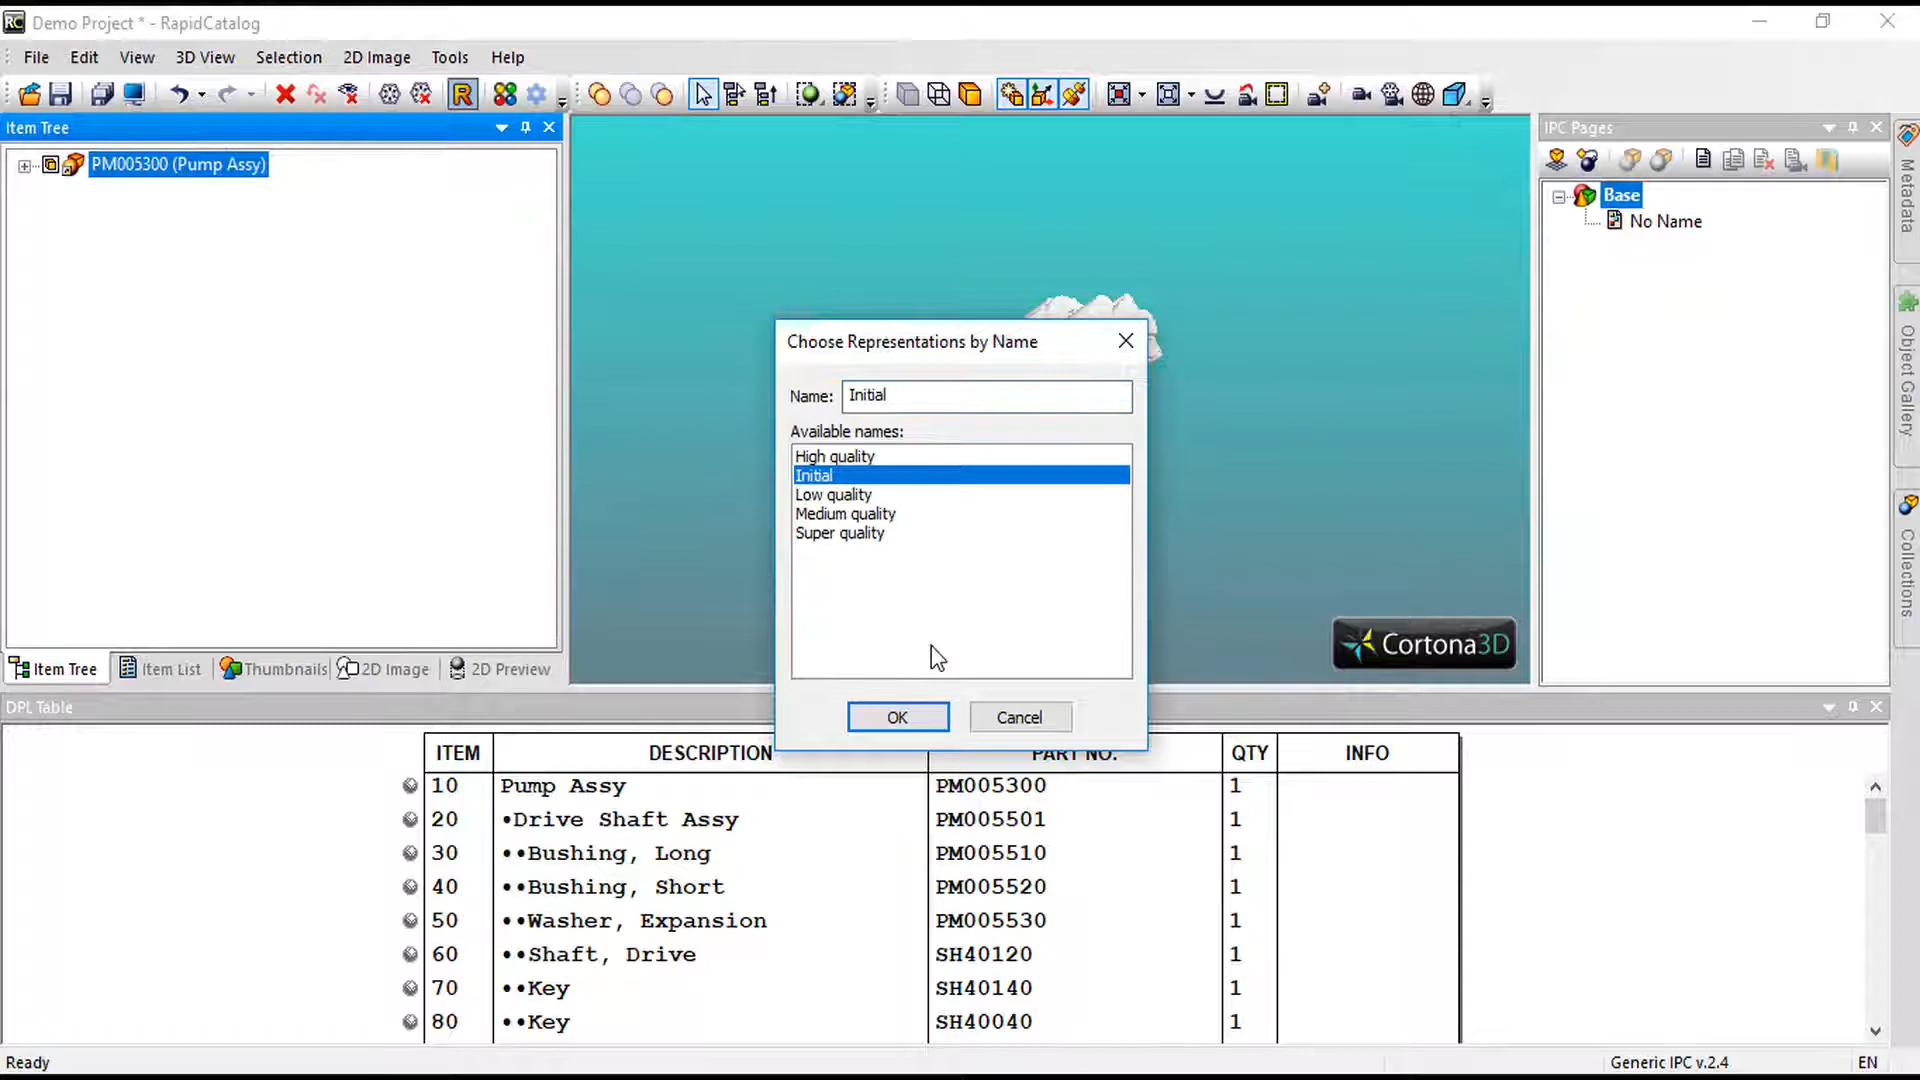 RC Demo Project * - RapidCatalog
File Edit View 3D View Selection 2D Image Tools Help
R
Item Tree
PM005300 (Pump Assy)
Item Tree Item List Thumbnails 2D Image 2D Preview
Choose Representations by Name
Name: Initial
Available names:
High quality
Initial
Low quality
Medium quality
Super quality
OK Cancel
Cortona3D
IPC Pages
Base
No Name
Metadata
Object Gallery
Collections
DPL Table
ITEM DESCRIPTION PART NO. QTY INFO
10 Pump Assy PM005300 1
20 •Drive Shaft Assy PM005501 1
30 ••Bushing, Long PM005510 1
40 ••Bushing, Short PM005520 1
50 ••Washer, Expansion PM005530 1
60 ••Shaft, Drive SH40120 1
70 ••Key SH40140 1
80 ••Key SH40040 1
Ready Generic IPC v.2.4 EN